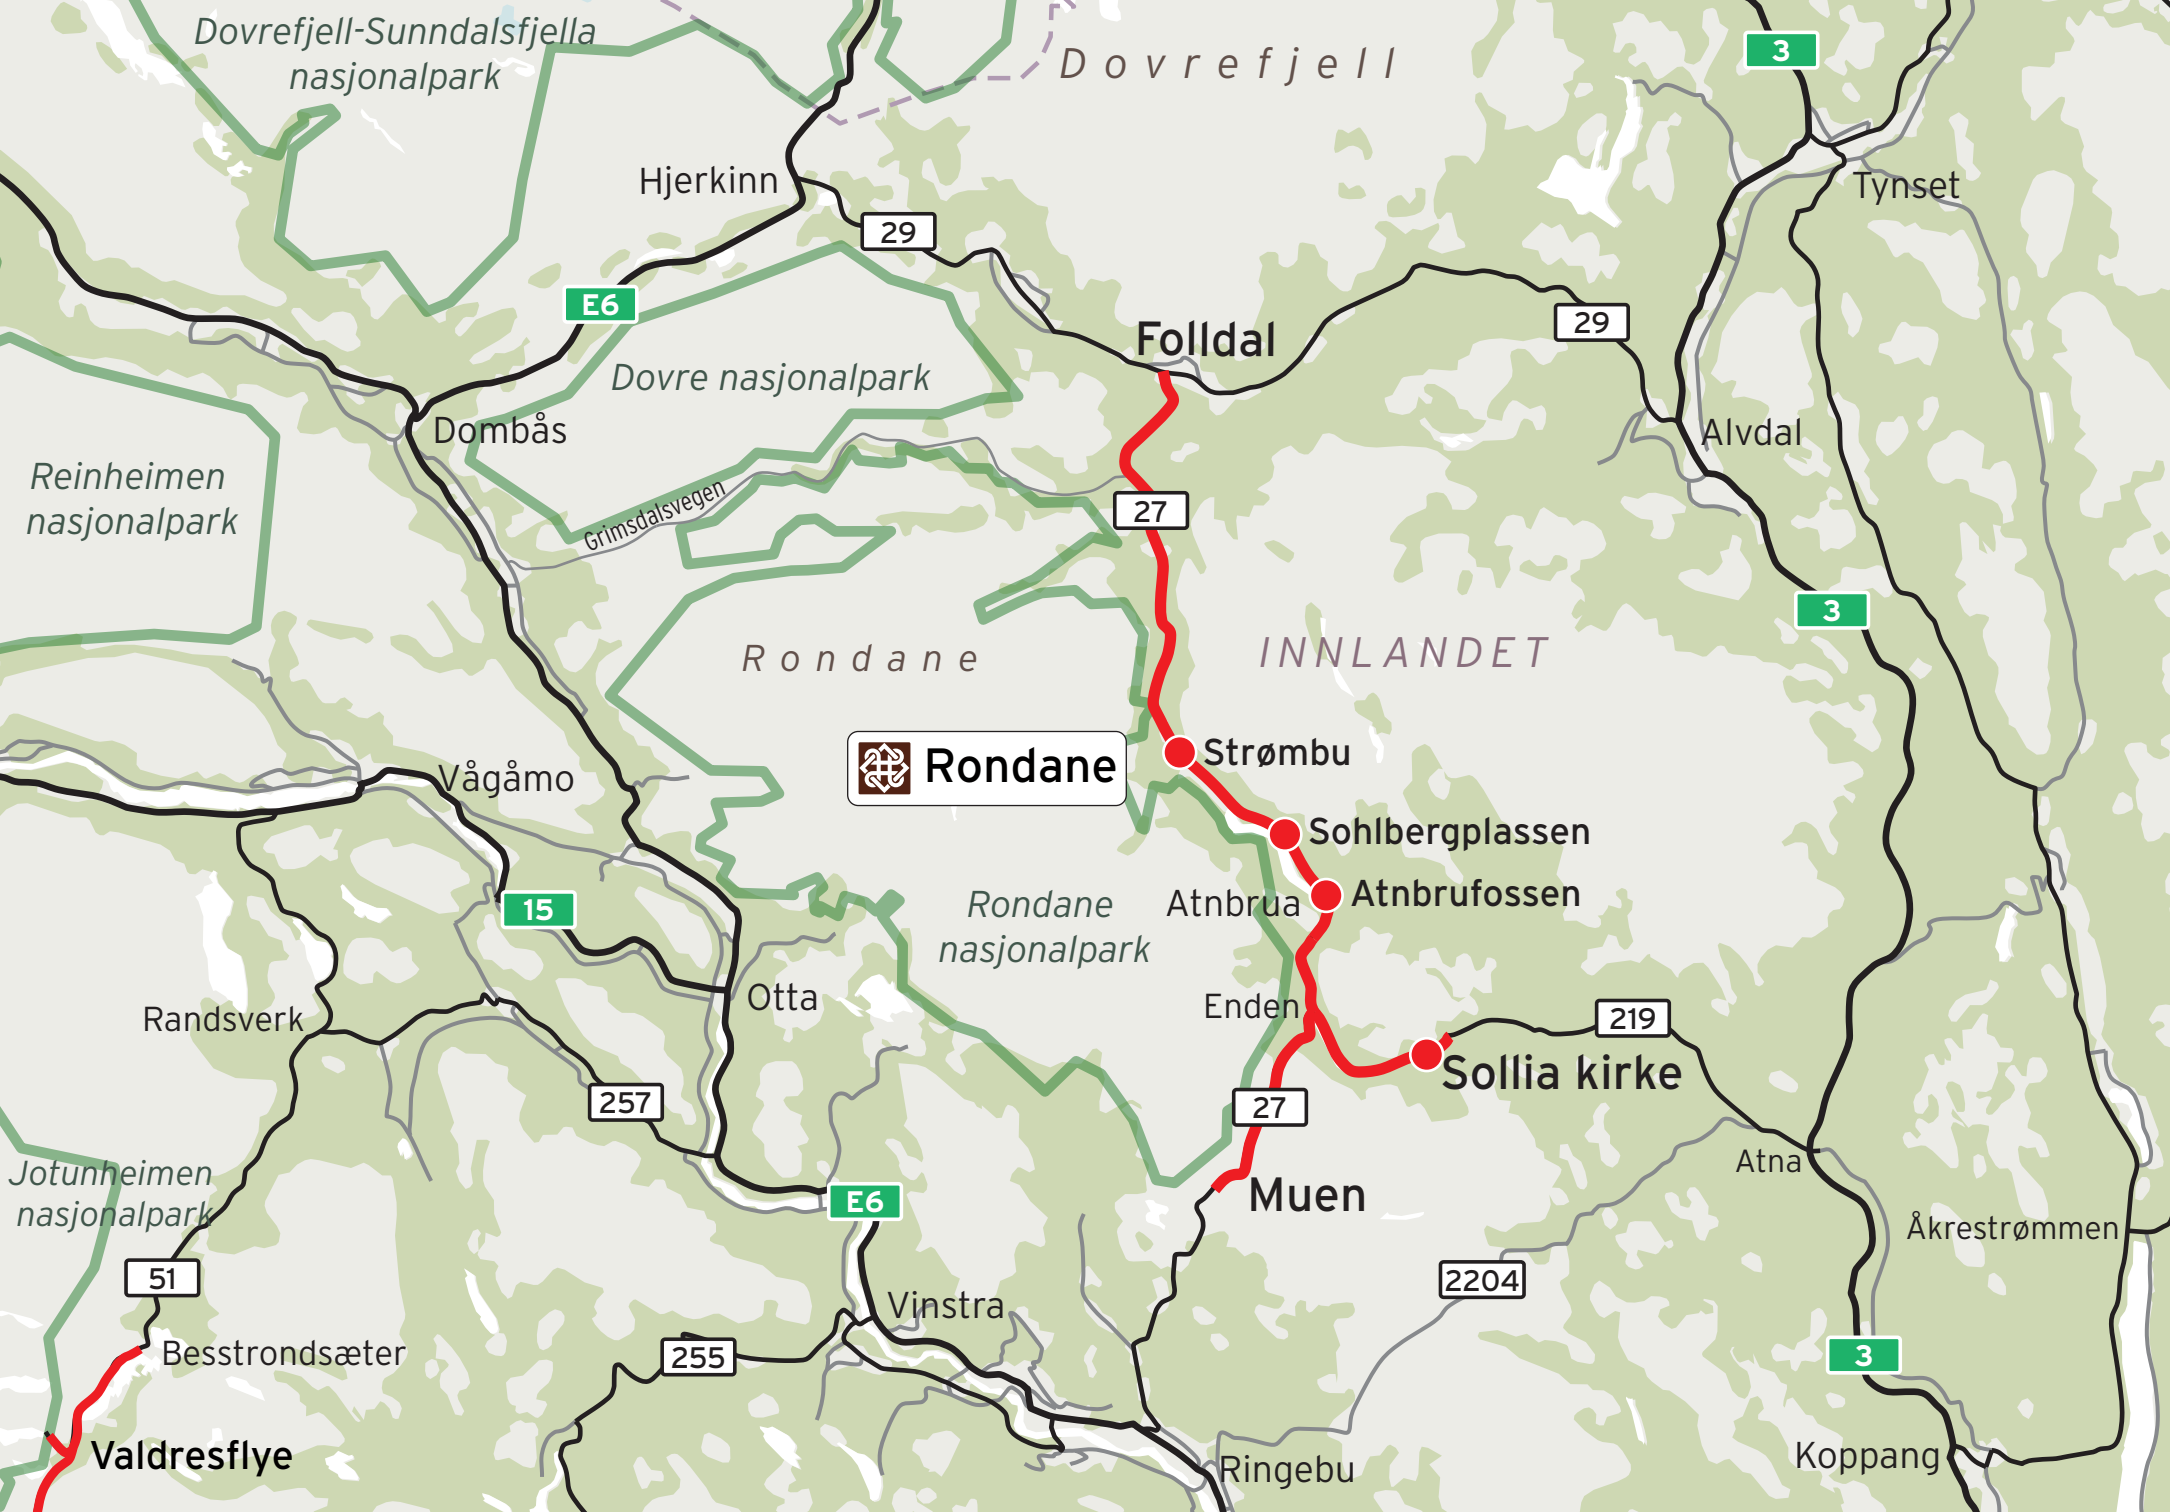 Dovrefjell-Sunndalsfjella
nasjonalpark
Dovrefjell
3
Hjerkinn
Tynset
29
E6
29
Folldal
Dovre nasjonalpark
Dombås
Alvdal
Reinheimen
nasjonalpark
Grimsdalsvegen
27
3
Rondane
INNLANDET
Rondane
Strømbu
Vågåmo
Sohlbergplassen
Atnbrufossen
Atnbrua
15
Rondane
nasjonalpark
Otta
Enden
Randsverk
219
Sollia kirke
257
27
Atna
Jotunheimen
nasjonalpark
E6
Muen
Åkrestrømmen
51
2204
Vinstra
Besstrondsæter
255
3
Valdresflye
Ringebu
Koppang